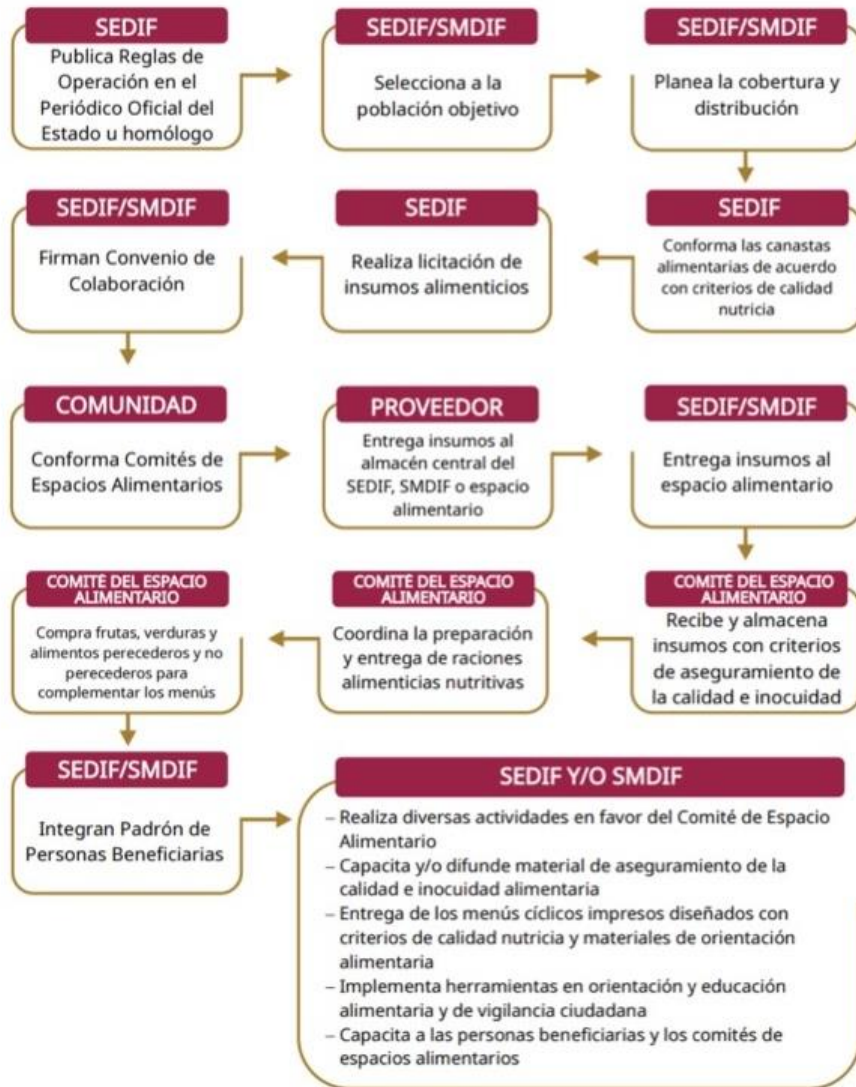 SEDIF
Publica Reglas de
Operación en el
Periódico Oficial del
Estado u homólogo
SEDIF/SMDIF
Selecciona a la
población objetivo
SEDIF/SMDIF
Planea la cobertura y
distribución
SEDIF
Conforma las canastas
alimentarias de acuerdo
con criterios de calidad
nutricia
SEDIF
Realiza licitación de
insumos alimenticios
SEDIF/SMDIF
Firman Convenio de
Colaboración
COMUNIDAD
Conforma Comités de
Espacios Alimentarios
PROVEEDOR
Entrega insumos al
almacén central del
SEDIF, SMDIF o espacio
alimentario
SEDIF/SMDIF
Entrega insumos al
espacio alimentario
COMITÉ DEL ESPACIO
ALIMENTARIO
Recibe y almacena
insumos con criterios
de aseguramiento de
la calidad e inocuidad
COMITÉ DEL ESPACIO
ALIMENTARIO
Coordina la preparación
y entrega de raciones
alimenticias nutritivas
COMITÉ DEL ESPACIO
ALIMENTARIO
Compra frutas, verduras y
alimentos perecederos y no
perecederos para
complementar los menús
SEDIF/SMDIF
Integran Padrón de
Personas Beneficiarias
SEDIF Y/O SMDIF
– Realiza diversas actividades en favor del Comité de Espacio
Alimentario
– Capacita y/o difunde material de aseguramiento de la
calidad e inocuidad alimentaria
– Entrega de los menús cíclicos impresos diseñados con
criterios de calidad nutricia y materiales de orientación
alimentaria
– Implementa herramientas en orientación y educación
alimentaria y de vigilancia ciudadana
– Capacita a las personas beneficiarias y los comités de
espacios alimentarios